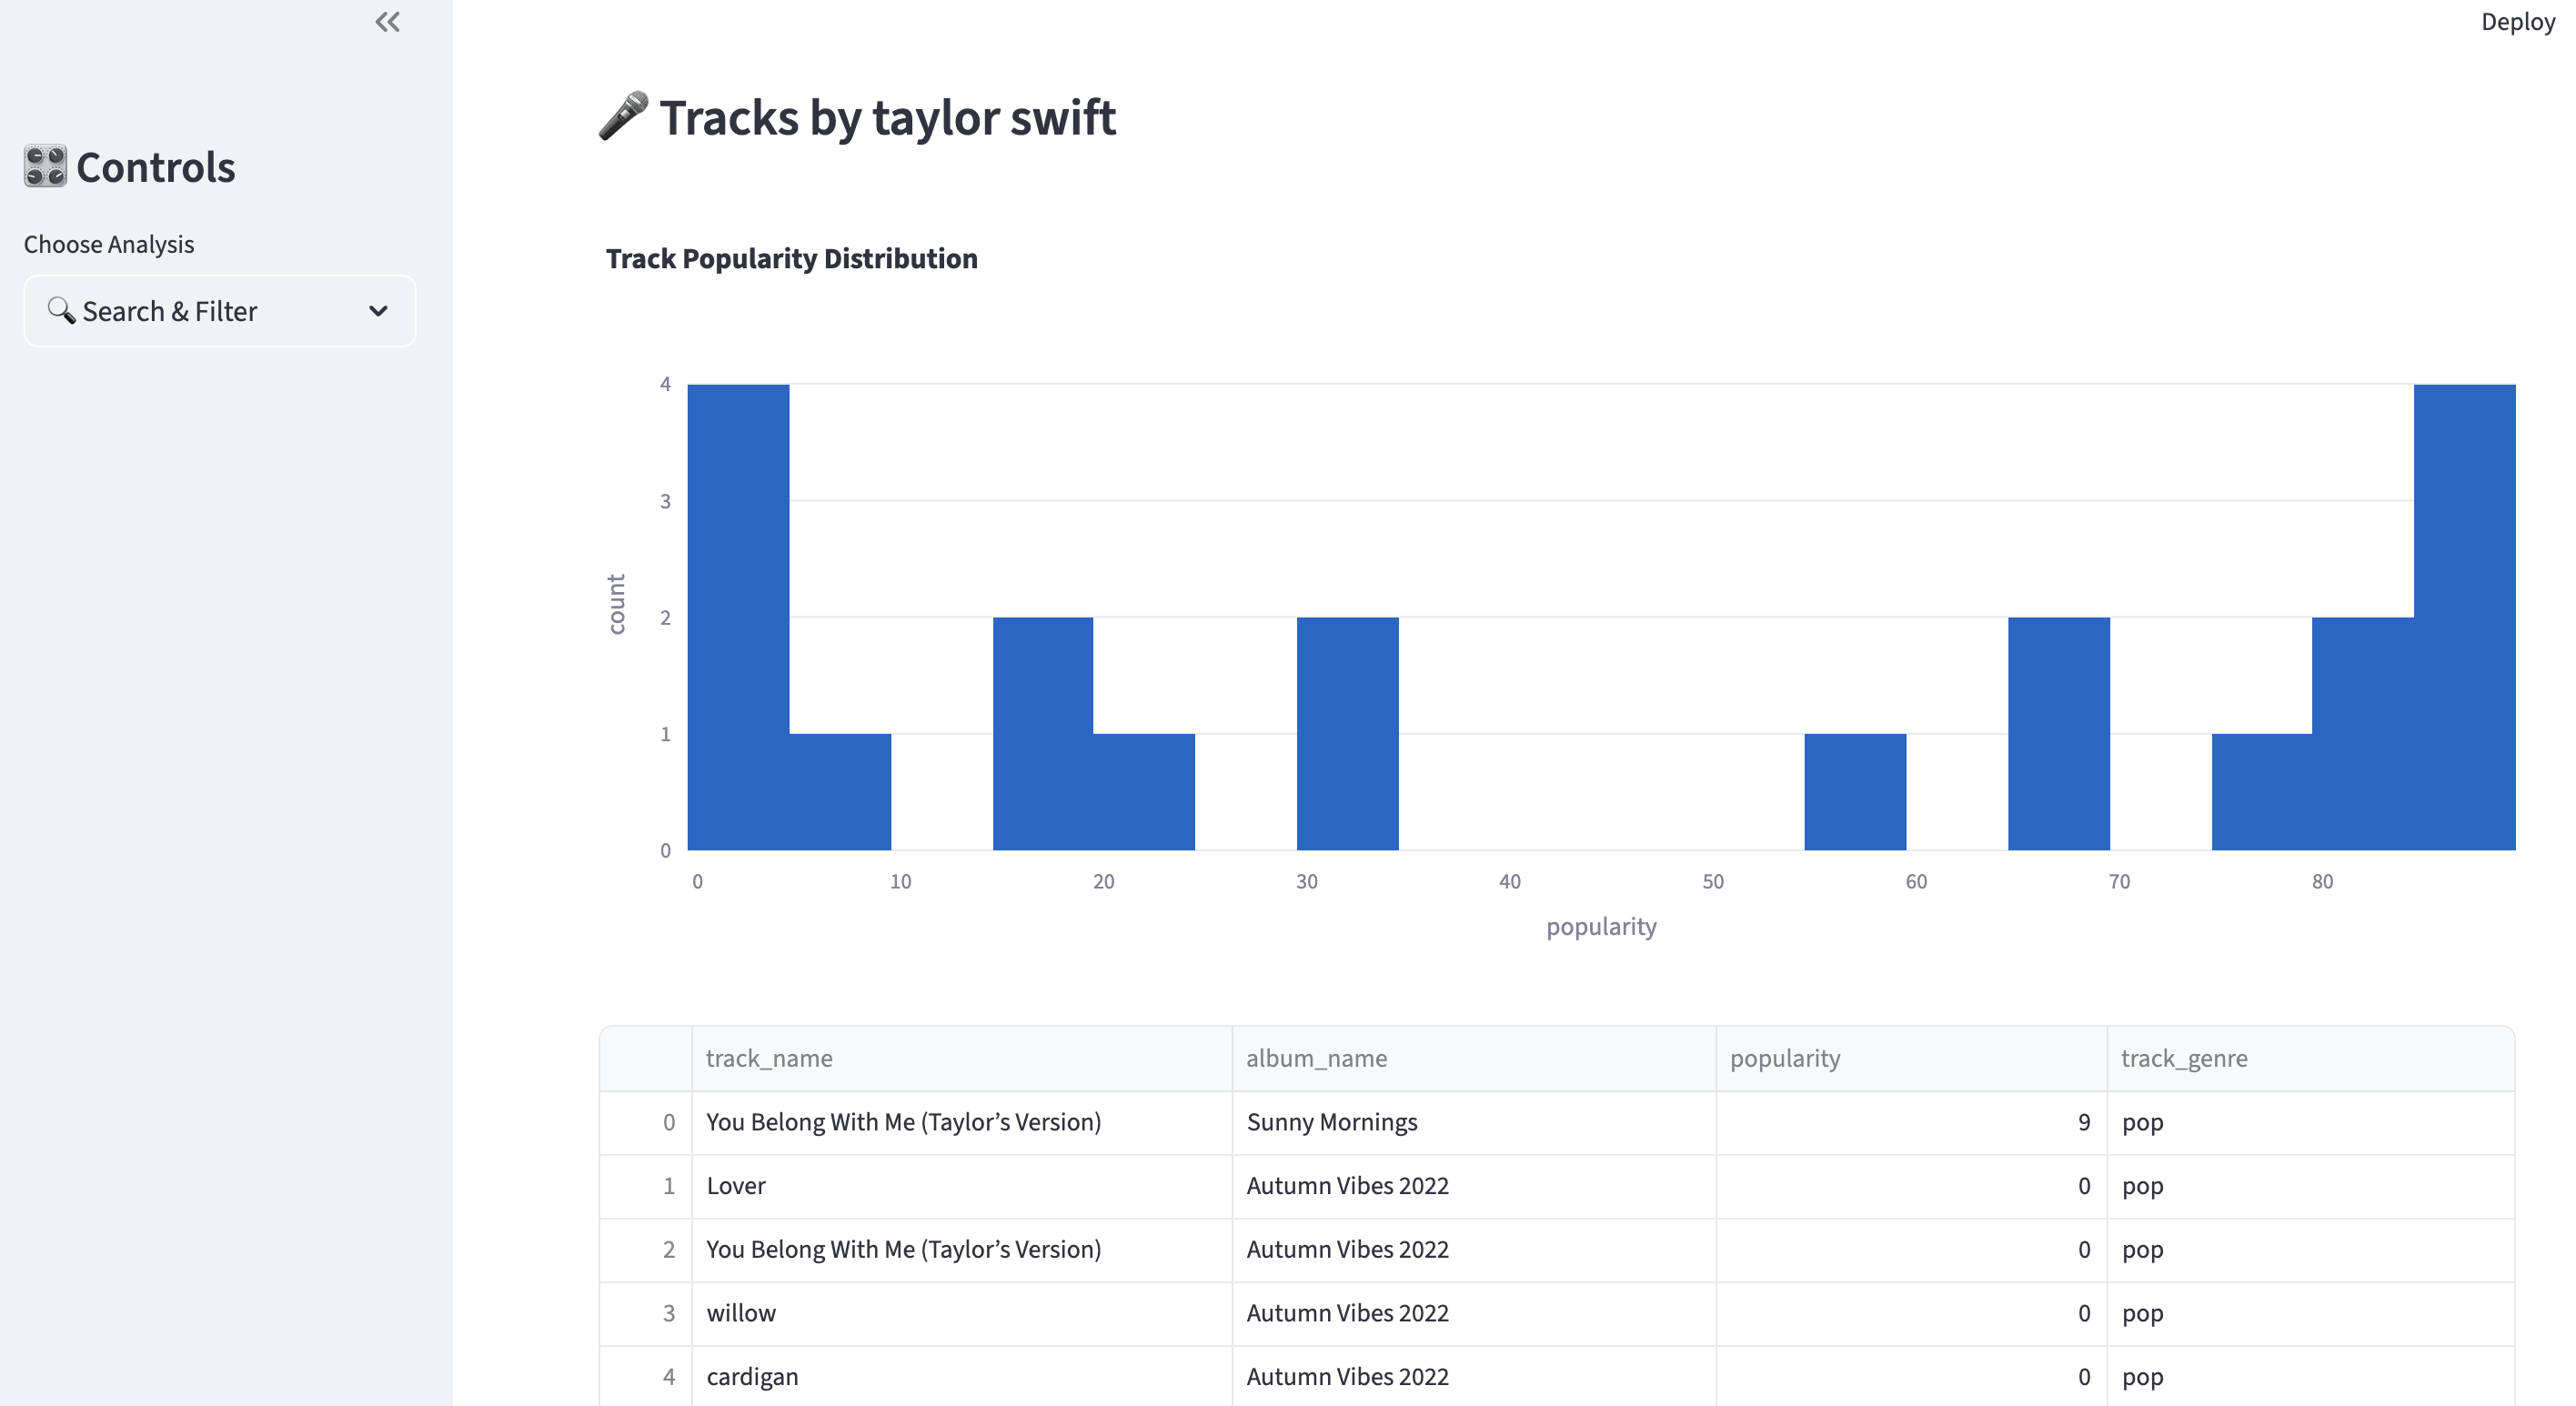 Deploy
Controls
Choose Analysis
Search & Filter
Tracks by taylor swift
Track Popularity Distribution
4
3
2
1
0
count
0 10 20 30 40 50 60 70 80
popularity
track_name album_name popularity track_genre
0 You Belong With Me (Taylor’s Version) Sunny Mornings 9 pop
1 Lover Autumn Vibes 2022 0 pop
2 You Belong With Me (Taylor’s Version) Autumn Vibes 2022 0 pop
3 willow Autumn Vibes 2022 0 pop
4 cardigan Autumn Vibes 2022 0 pop